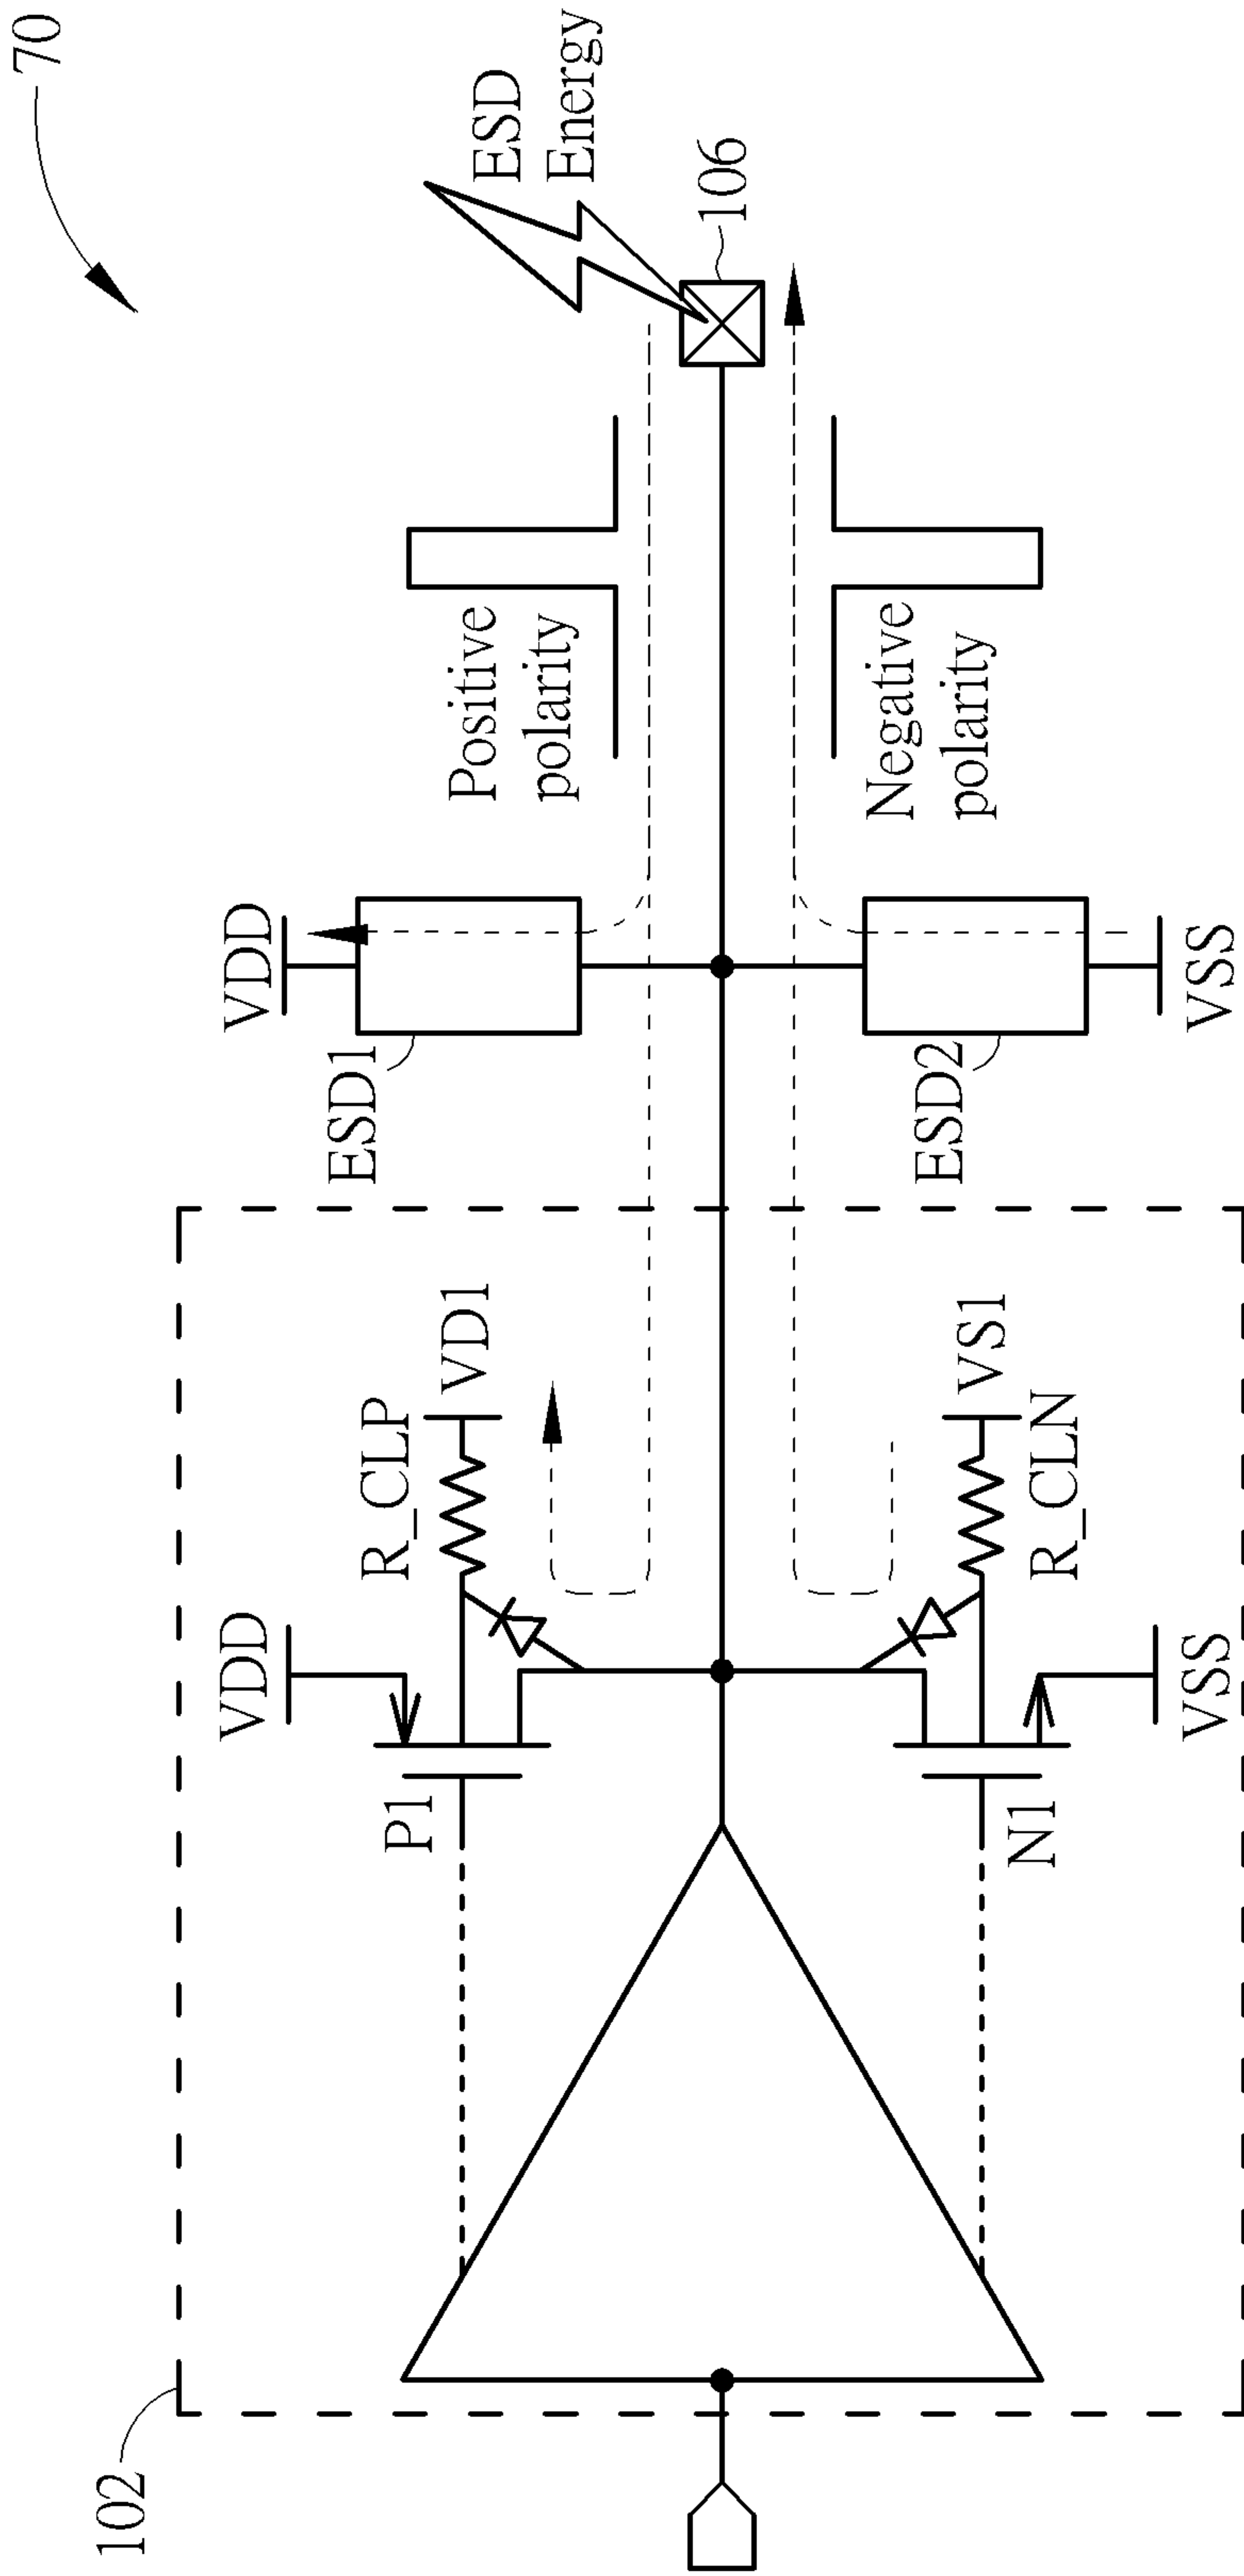 70
102
VDD
P1
R_CLP
VD1
N1
R_CLN
VS1
VSS
VDD
ESD1
ESD2
VSS
Positive
polarity
Negative
polarity
ESD
Energy
106